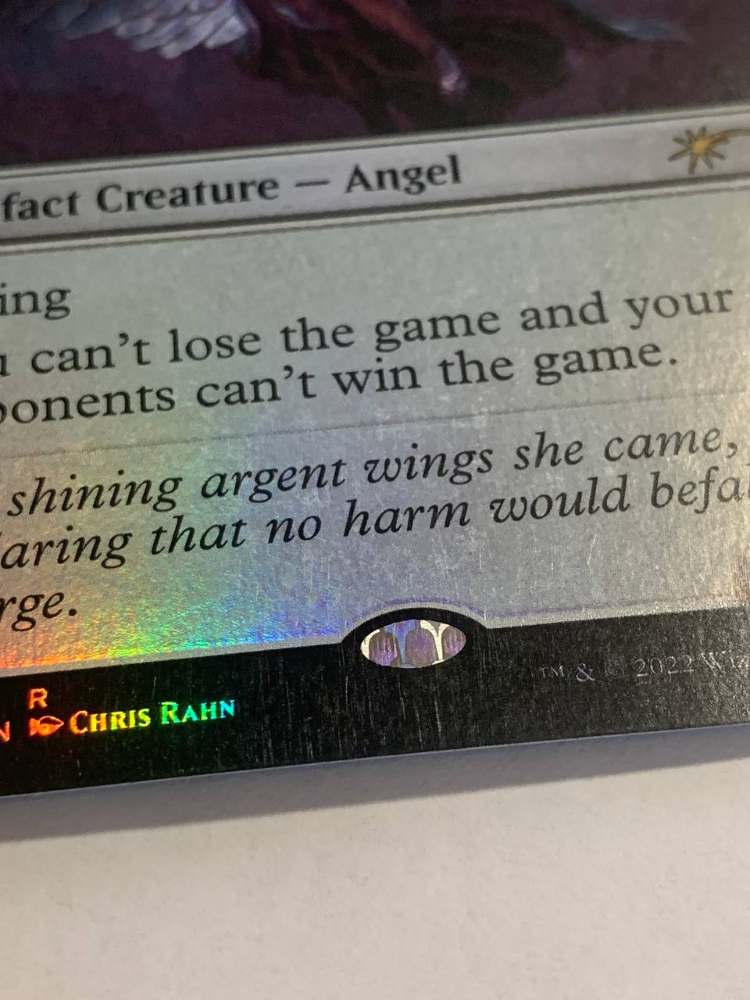 fact Creature — Angel
ing
can't lose the game and your
ponents can't win the game.
shining argent wings she came,
aring that no harm would befa
rge.
R
N CHRIS RAHN
™ & © 2022 Wiz